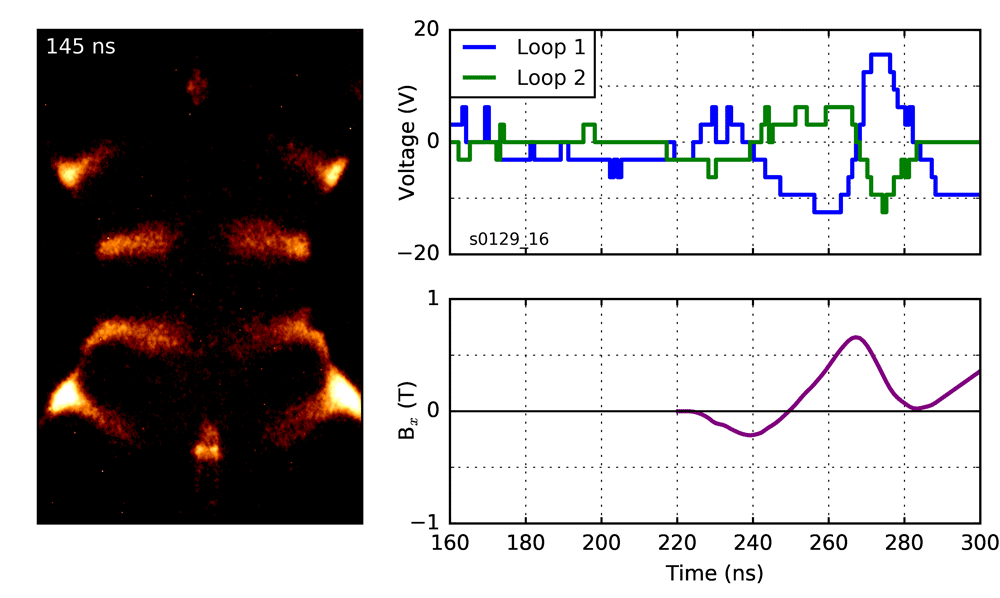 145 ns
20
0
−20
Voltage (V)
Loop 1
Loop 2
s0129_16
1
0
−1
Bx (T)
160 180 200 220 240 260 280 300
Time (ns)